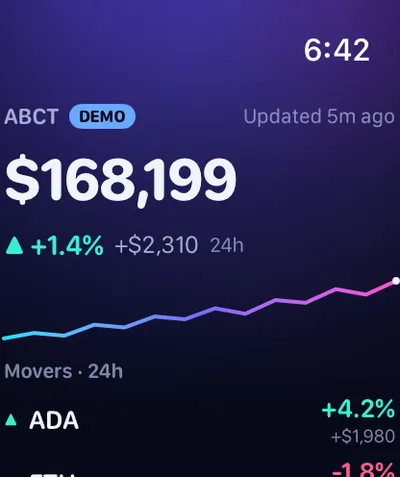 6:42
ABCT DEMO Updated 5m ago
$168,199
▲ +1.4% +$2,310 24h
Movers · 24h
▲ ADA +4.2%
+$1,980
-1.8%